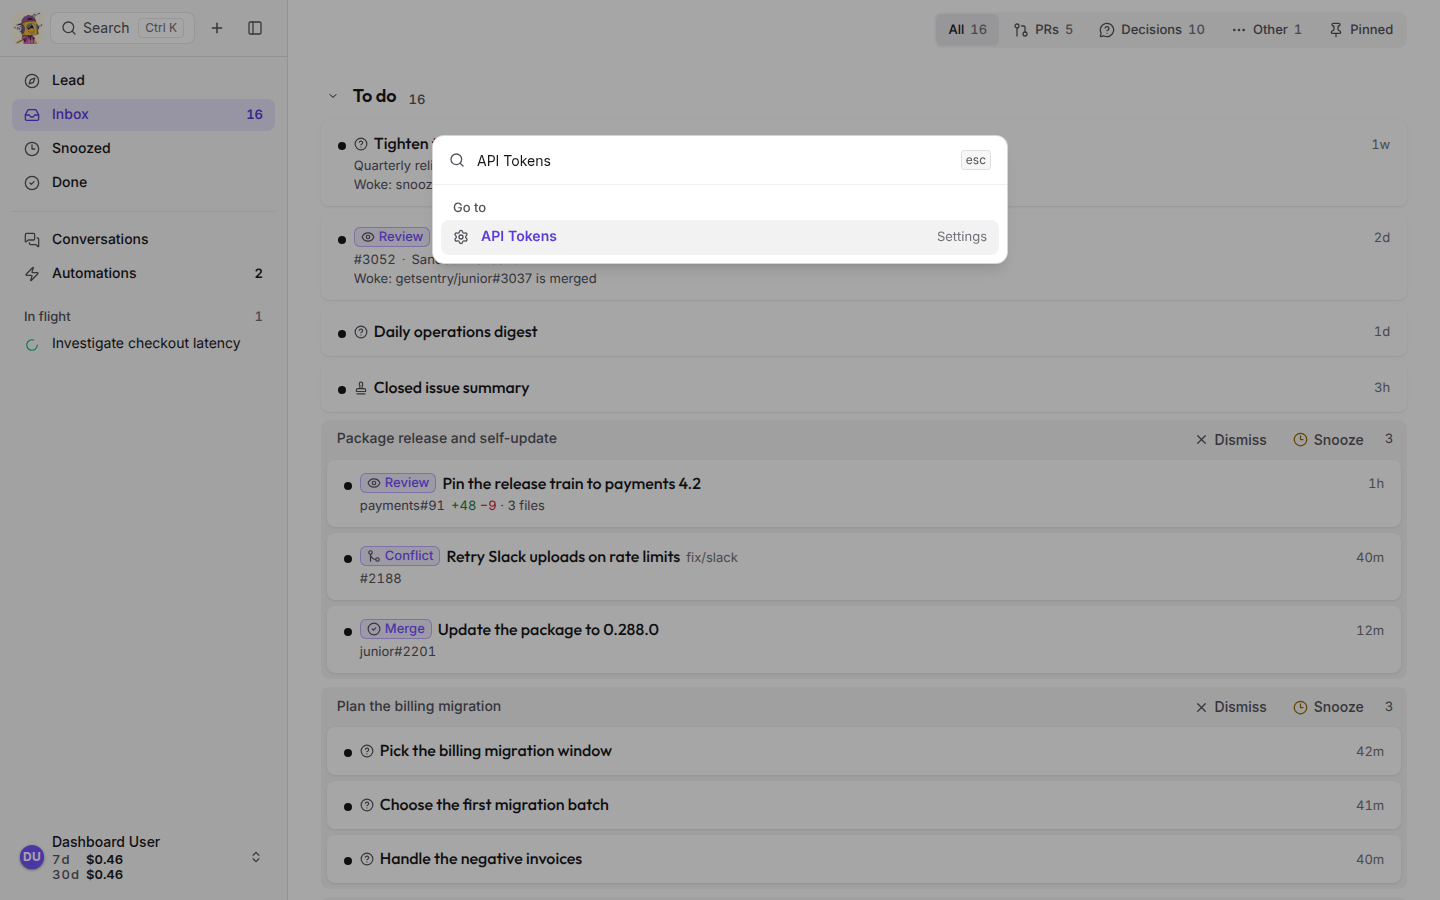 Search Ctrl K
All 16 PRs 5 Decisions 10 Other 1 Pinned
Lead
Inbox 16
Snoozed
Done
Conversations
Automations 2
In flight 1
Investigate checkout latency
Dashboard User
DU
7d $0.46
30d $0.46
API Tokens esc
Go to
API Tokens Settings
To do 16
Tighten 1w
Quarterly
Woke:
Review 2d
#3052 ·
Woke: getsentry/junior#3037 is merged
Daily operations digest 1d
Closed issue summary 3h
Package release and self-update Dismiss Snooze 3
Review Pin the release train to payments 4.2 1h
payments#91 +48 −9 · 3 files
Conflict Retry Slack uploads on rate limits fix/slack 40m
#2188
Merge Update the package to 0.288.0 12m
junior#2201
Plan the billing migration Dismiss Snooze 3
Pick the billing migration window 42m
Choose the first migration batch 41m
Handle the negative invoices 40m